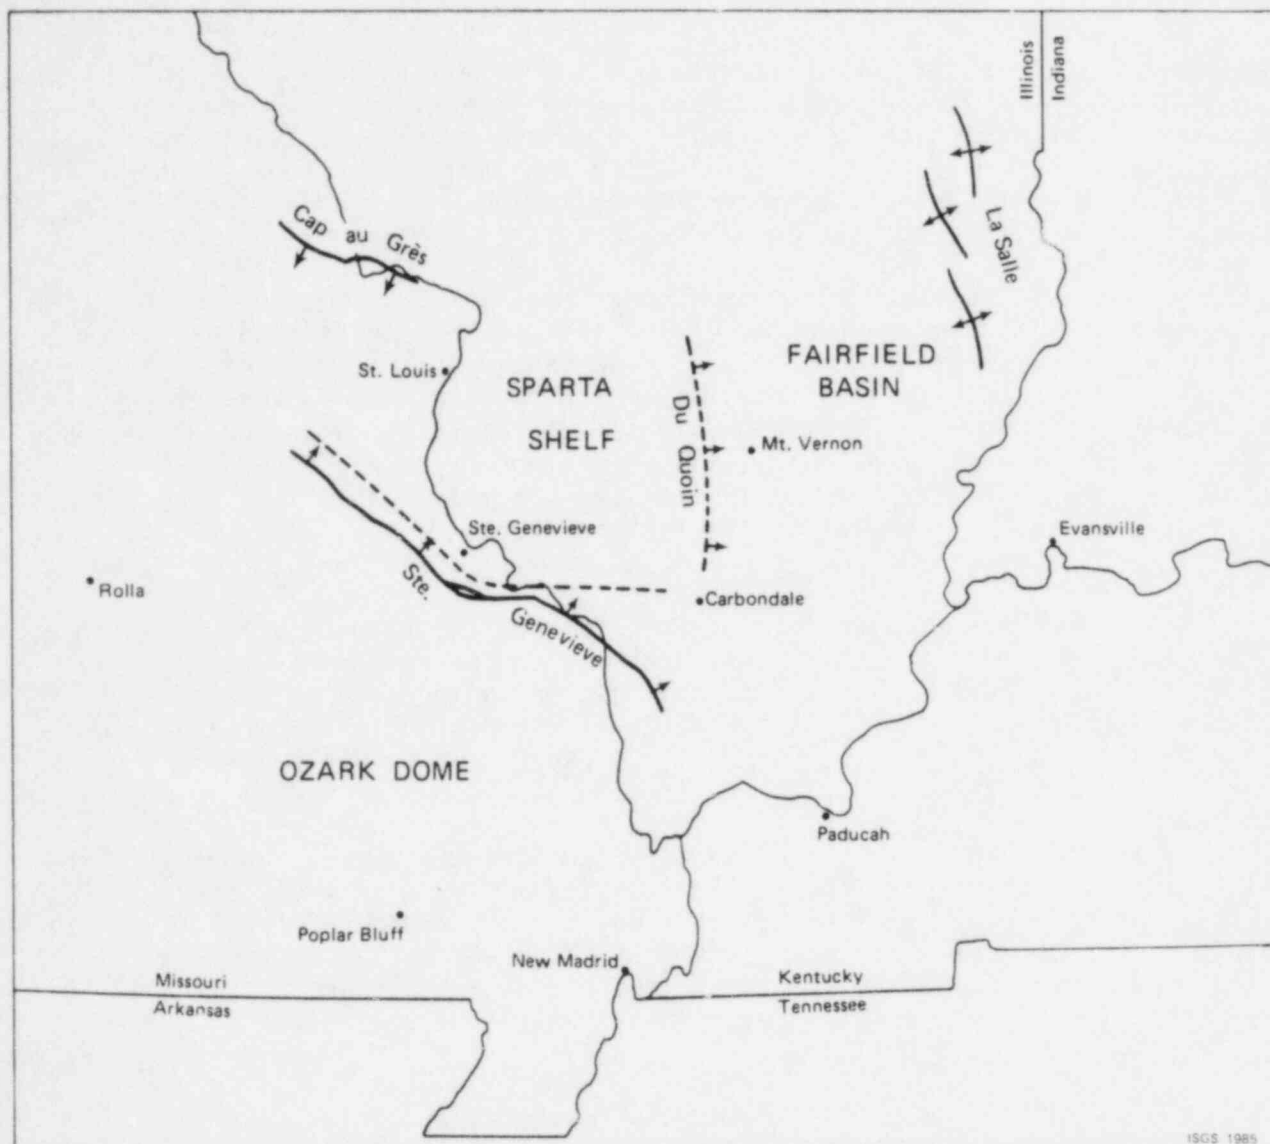 Illinois
Indiana
Cap au Grès
La Salle
St. Louis
SPARTA
SHELF
Du Quoin
FAIRFIELD
BASIN
Mt. Vernon
Ste. Genevieve
Evansville
Rolla
Carbondale
Ste. Genevieve
OZARK DOME
Paducah
Poplar Bluff
New Madrid
Missouri
Arkansas
Kentucky
Tennessee
ISGS 1985